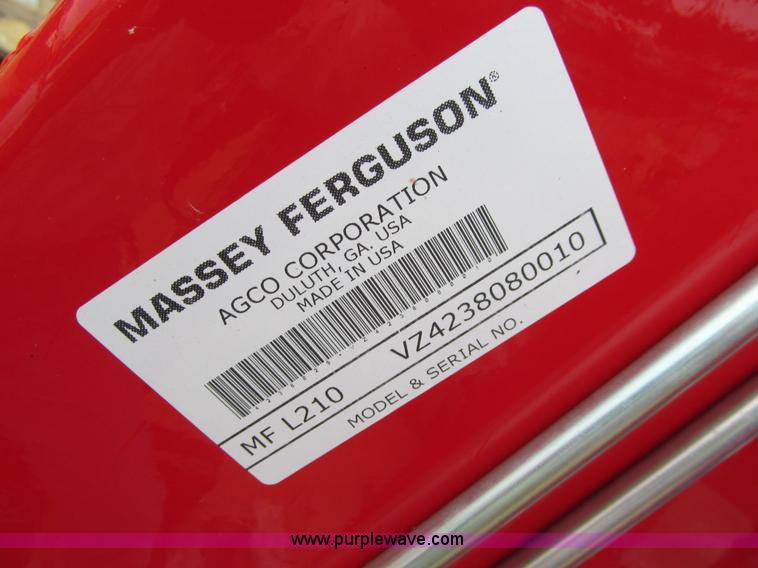 MASSEY FERGUSON®
AGCO CORPORATION
DULUTH, GA. USA
MADE IN USA
MF L210 VZ4238080010
MODEL & SERIAL NO.
www.purplewave.com